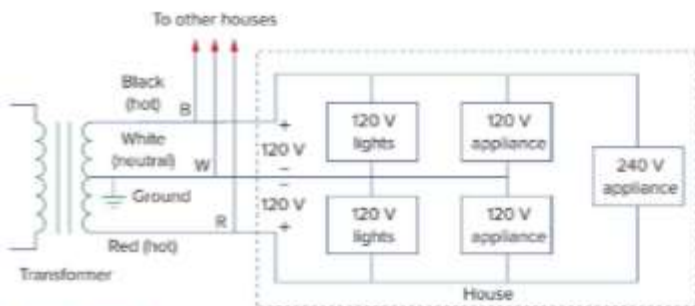 To other houses
Black
(hot)
B
White
(neutral)
W
Ground
R
Red (hot)
Transformer
+
120 V
–
–
120 V
+
120 V
lights
120 V
appliance
240 V
appliance
120 V
lights
120 V
appliance
House